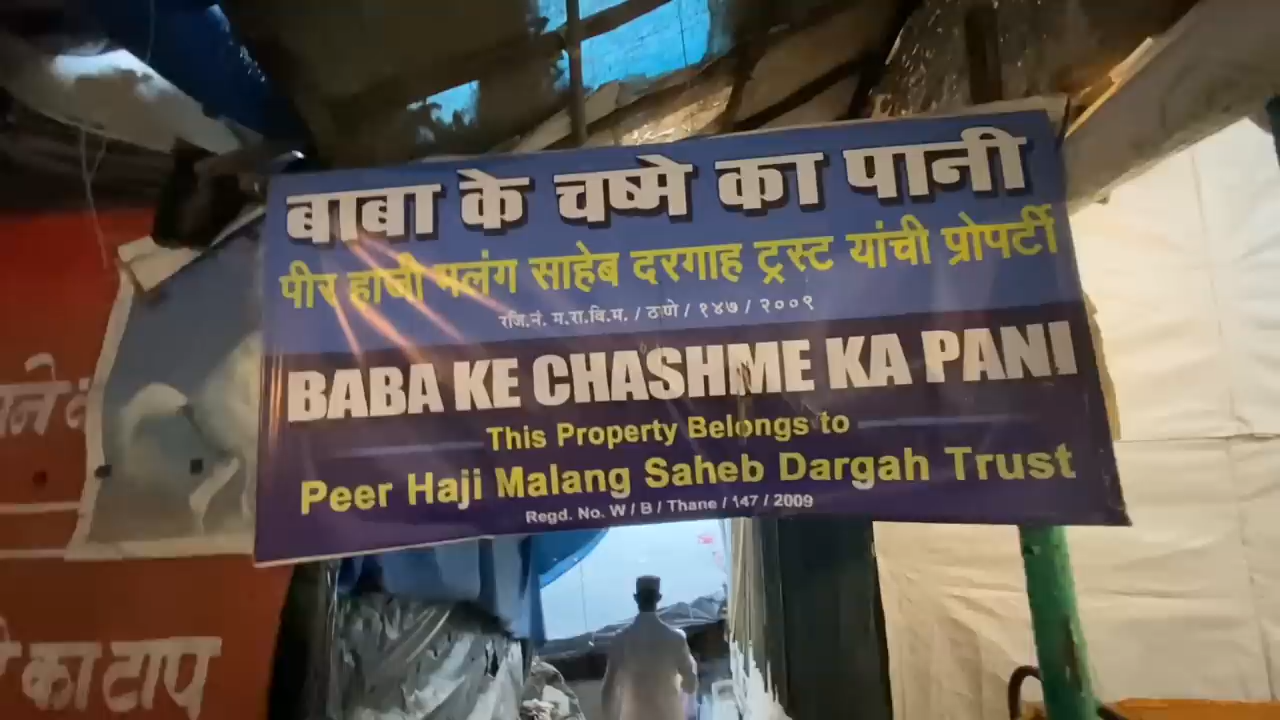 बाबा के चष्मे का पानी
पीर हाजी मलंग साहेब दरगाह ट्रस्ट यांची प्रोपर्टी
रजि.नं. म.रा.वि.म. / ठाणे / १४७ / २००९
BABA KE CHASHME KA PANI
This Property Belongs to
Peer Haji Malang Saheb Dargah Trust
Regd. No. W / B / Thane / 147 / 2009
का टाप